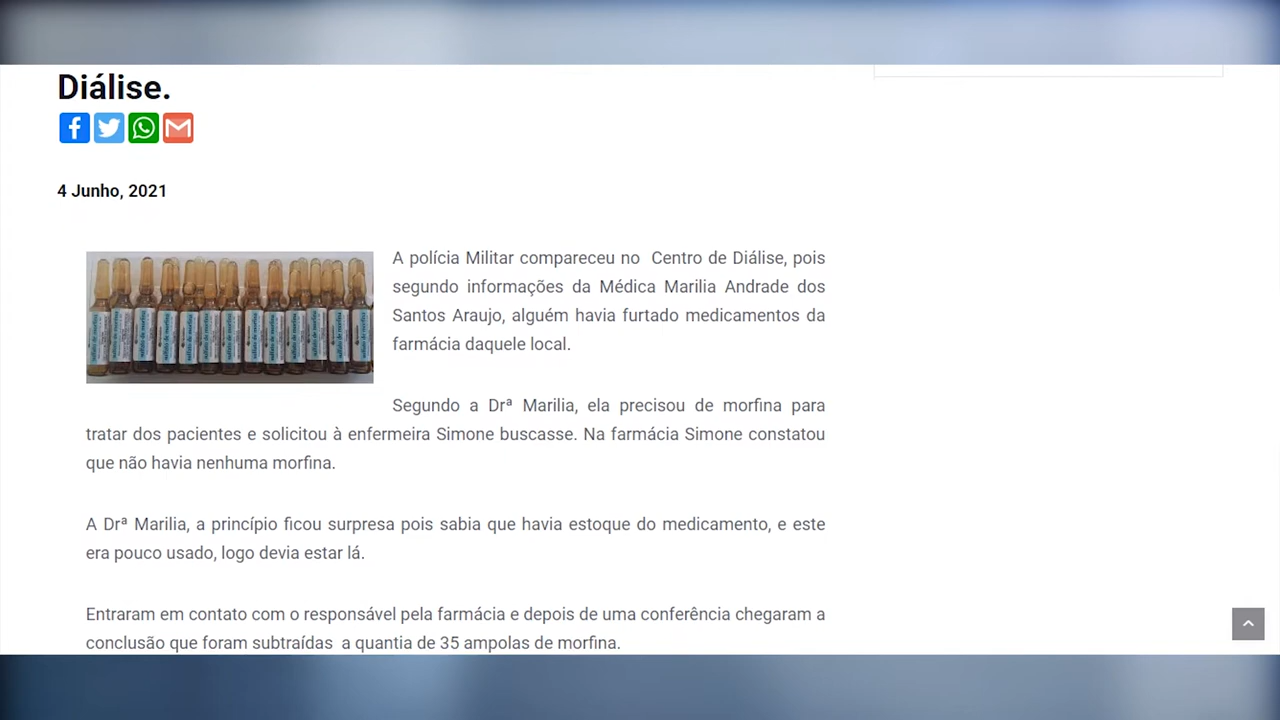 Diálise.
4 Junho, 2021
A polícia Militar compareceu no Centro de Diálise, pois
segundo informações da Médica Marilia Andrade dos
Santos Araujo, alguém havia furtado medicamentos da
farmácia daquele local.
Segundo a Drª Marilia, ela precisou de morfina para
tratar dos pacientes e solicitou à enfermeira Simone buscasse. Na farmácia Simone constatou
que não havia nenhuma morfina.
A Drª Marilia, a princípio ficou surpresa pois sabia que havia estoque do medicamento, e este
era pouco usado, logo devia estar lá.
Entraram em contato com o responsável pela farmácia e depois de uma conferência chegaram a
conclusão que foram subtraídas a quantia de 35 ampolas de morfina.